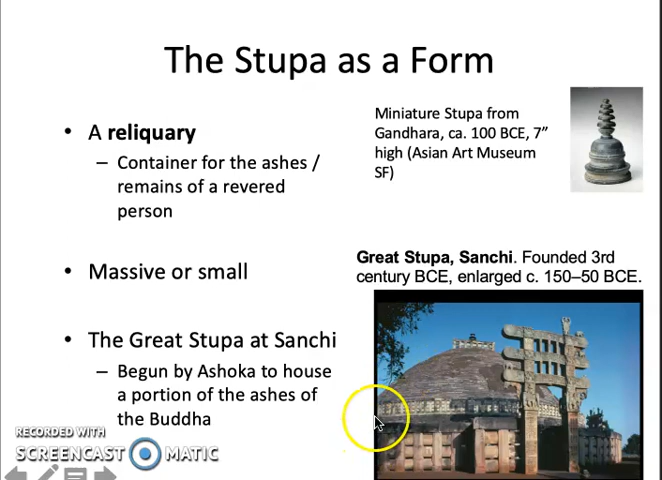 The Stupa as a Form
• A reliquary
– Container for the ashes /
remains of a revered
person
• Massive or small
• The Great Stupa at Sanchi
– Begun by Ashoka to house
a portion of the ashes of
the Buddha
Miniature Stupa from
Gandhara, ca. 100 BCE, 7”
high (Asian Art Museum
SF)
Great Stupa, Sanchi. Founded 3rd
century BCE, enlarged c. 150–50 BCE.
RECORDED WITH
SCREENCAST MATIC